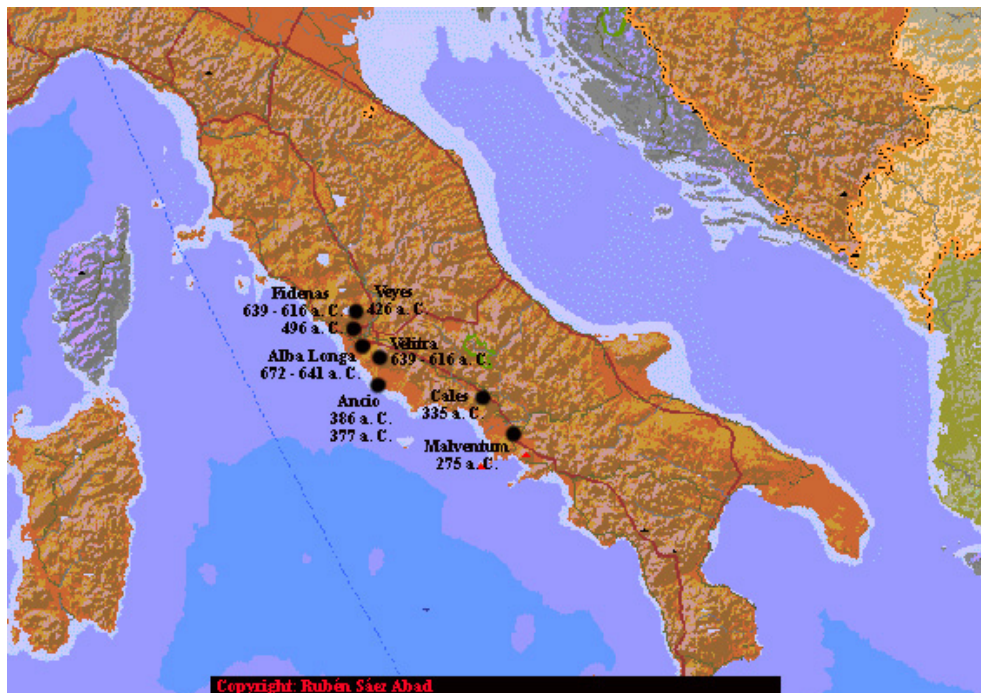 Fidenas
639 - 616 a. C.
496 a. C.
Veyes
426 a. C.
Alba Longa
672 - 641 a. C.
Velitra
639 - 616 a. C.
Ancio
386 a. C.
377 a. C.
Cales
335 a. C.
Malventum
275 a. C.
Copyright: Rubén Sáez Abad